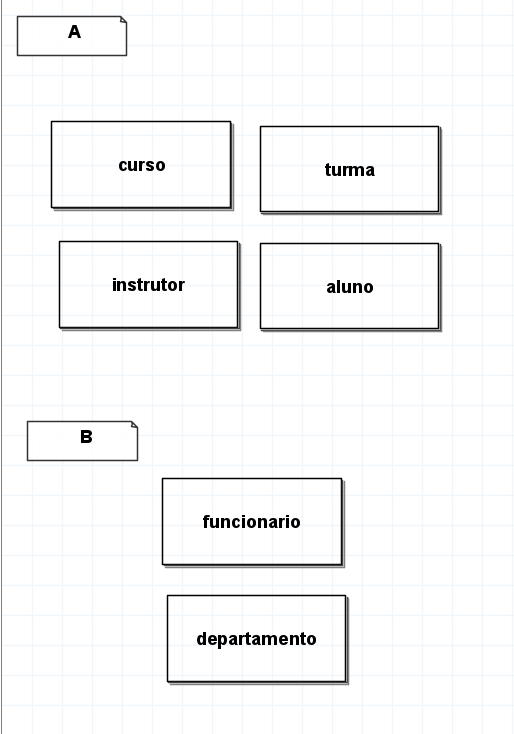 A
curso
turma
instrutor
aluno
B
funcionario
departamento